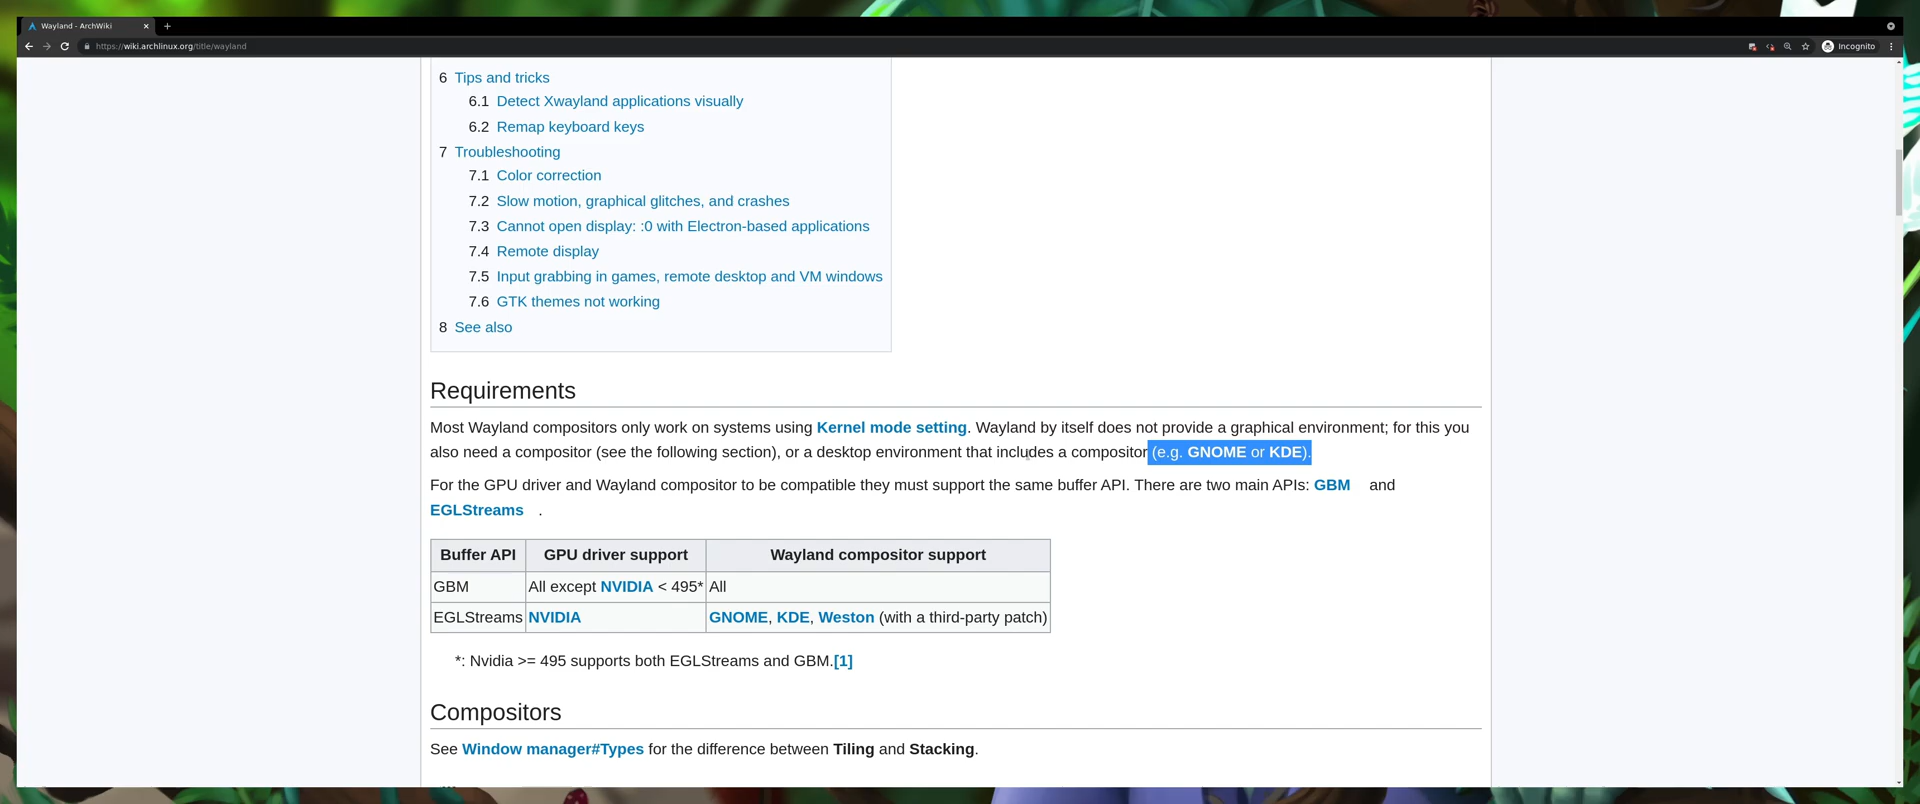 Wayland - ArchWiki
https://wiki.archlinux.org/title/wayland
Incognito
6 Tips and tricks
6.1 Detect Xwayland applications visually
6.2 Remap keyboard keys
7 Troubleshooting
7.1 Color correction
7.2 Slow motion, graphical glitches, and crashes
7.3 Cannot open display: :0 with Electron-based applications
7.4 Remote display
7.5 Input grabbing in games, remote desktop and VM windows
7.6 GTK themes not working
8 See also
Requirements
Most Wayland compositors only work on systems using Kernel mode setting. Wayland by itself does not provide a graphical environment; for this you
also need a compositor (see the following section), or a desktop environment that includes a compositor (e.g. GNOME or KDE).
For the GPU driver and Wayland compositor to be compatible they must support the same buffer API. There are two main APIs: GBM and
EGLStreams .
Buffer API GPU driver support Wayland compositor support
GBM All except NVIDIA < 495* All
EGLStreams NVIDIA GNOME, KDE, Weston (with a third-party patch)
*: Nvidia >= 495 supports both EGLStreams and GBM.[1]
Compositors
See Window manager#Types for the difference between Tiling and Stacking.